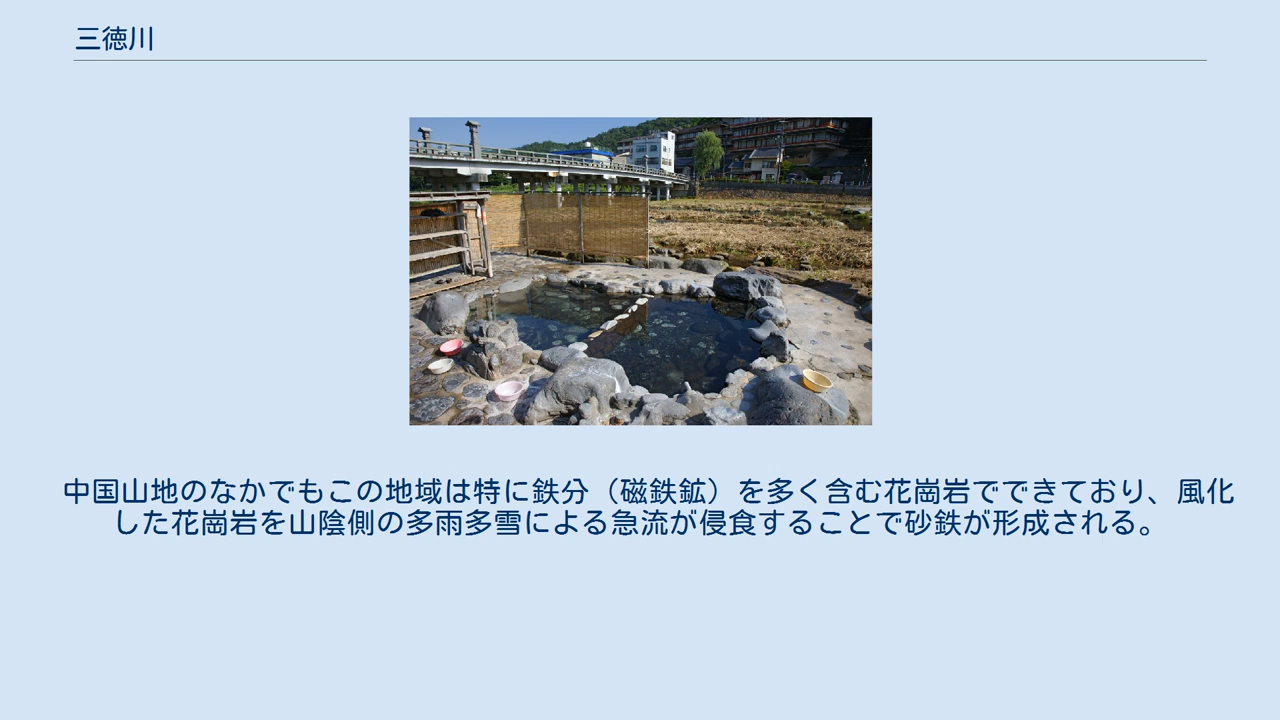 三徳川
中国山地のなかでもこの地域は特に鉄分（磁鉄鉱）を多く含む花崗岩でできており、風化
した花崗岩を山陰側の多雨多雪による急流が侵食することで砂鉄が形成される。